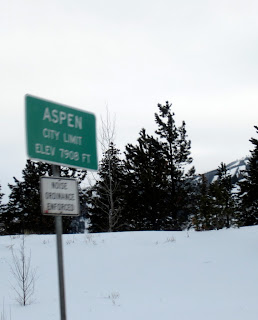 ASPEN
CITY LIMIT
ELEV 7908 FT
NOISE
ORDINANCE
ENFORCED